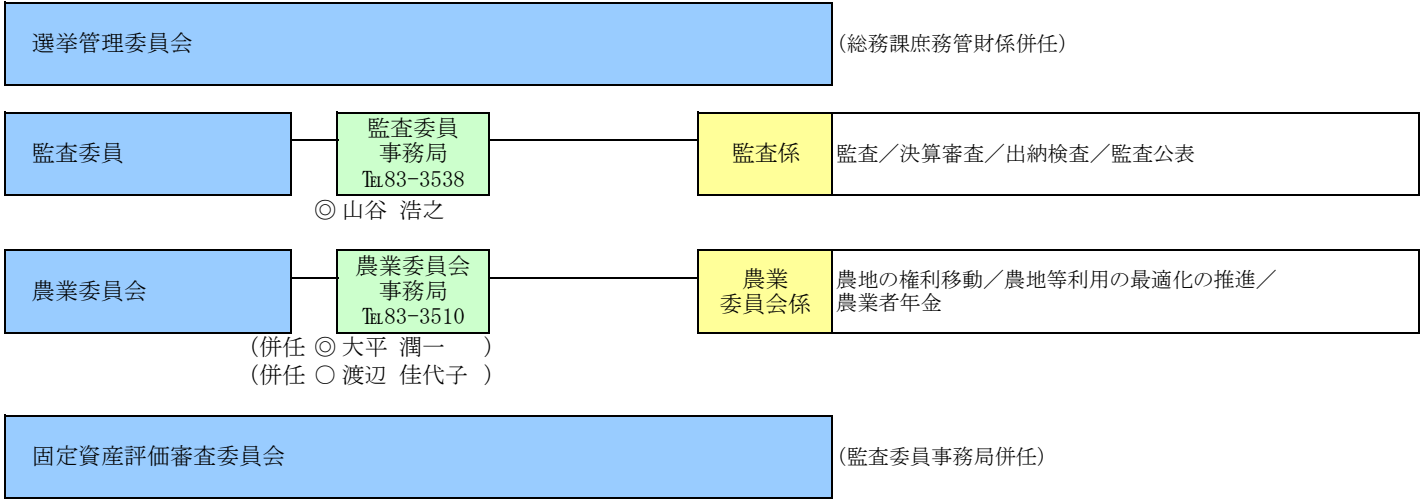 選挙管理委員会
(総務課庶務管財係併任)
監査委員
監査委員
事務局
℡83-3538
監査係
監査／決算審査／出納検査／監査公表
◎ 山谷 浩之
農業委員会
農業委員会
事務局
℡83-3510
農業
委員会係
農地の権利移動／農地等利用の最適化の推進／
農業者年金
(併任 ◎ 大平 潤一 )
(併任 ○ 渡辺 佳代子 )
固定資産評価審査委員会
(監査委員事務局併任)